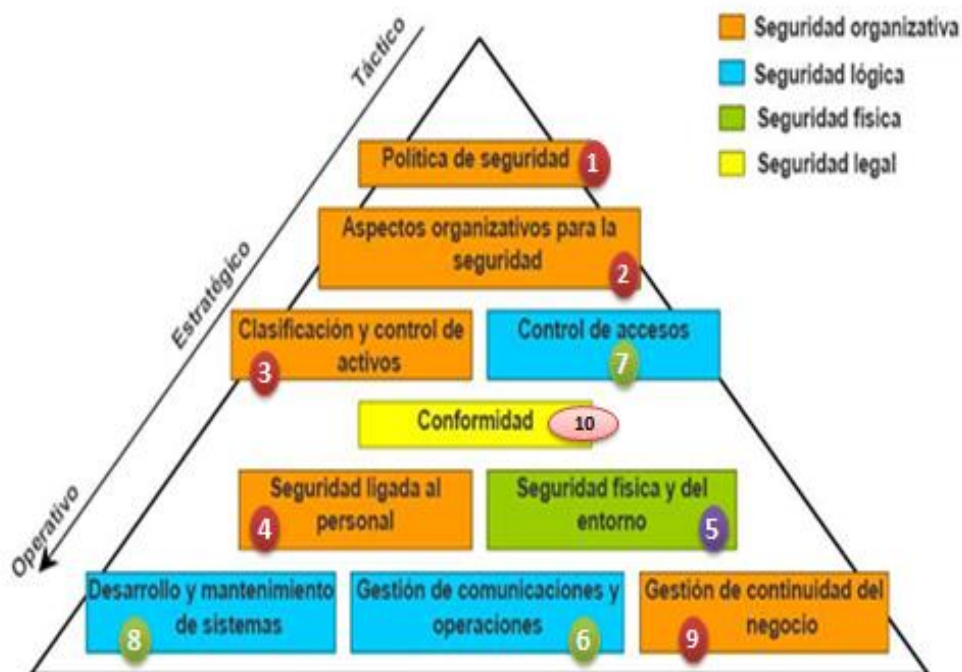 Táctico
Estratégico
Operativo
Seguridad organizativa
Seguridad lógica
Seguridad física
Seguridad legal
Política de seguridad 1
Aspectos organizativos para la
seguridad
2
Clasificación y control de
activos
3
Control de accesos
7
Conformidad 10
Seguridad ligada al
personal
4
Seguridad física y del
entorno
5
Desarrollo y mantenimiento
de sistemas
8
Gestión de comunicaciones y
operaciones
6
Gestión de continuidad del
negocio
9